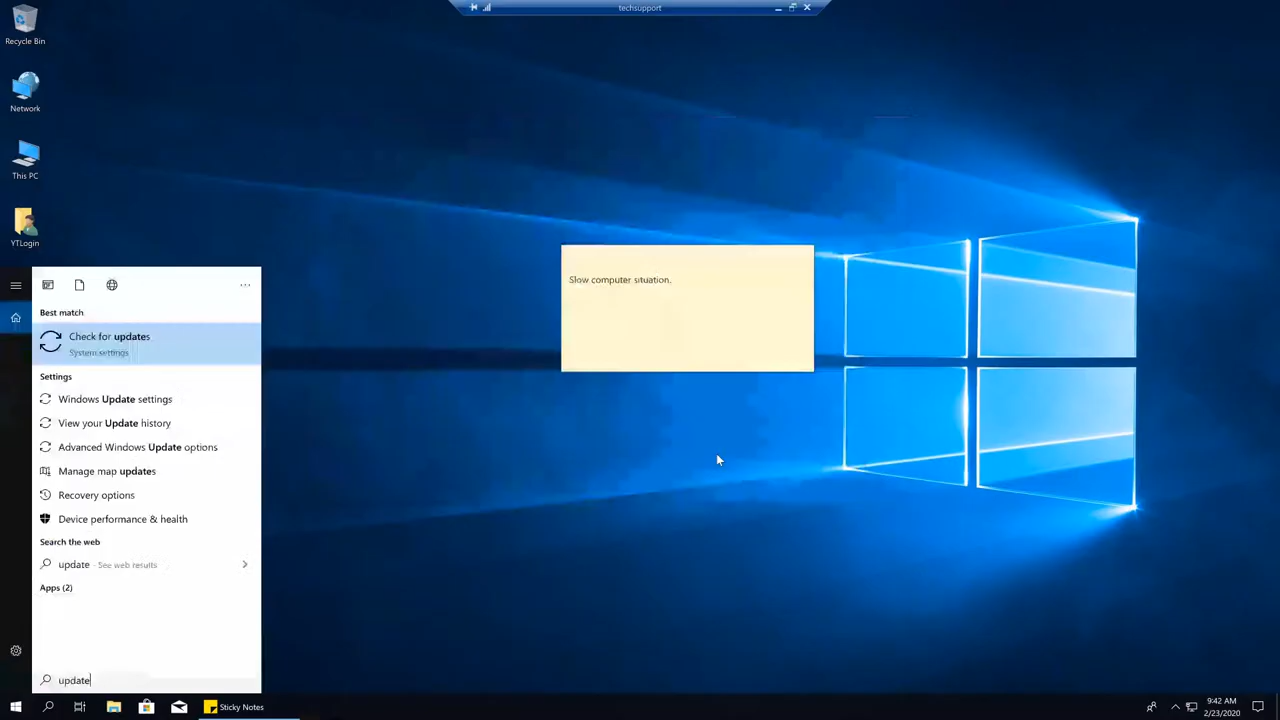 techsupport
Recycle Bin
Network
This PC
YTLogin
Slow computer situation.
Best match
Check for updates
System settings
Settings
Windows Update settings
View your Update history
Advanced Windows Update options
Manage map updates
Recovery options
Device performance & health
Search the web
update - See web results
Apps (2)
update
Sticky Notes
9:42 AM
2/23/2020